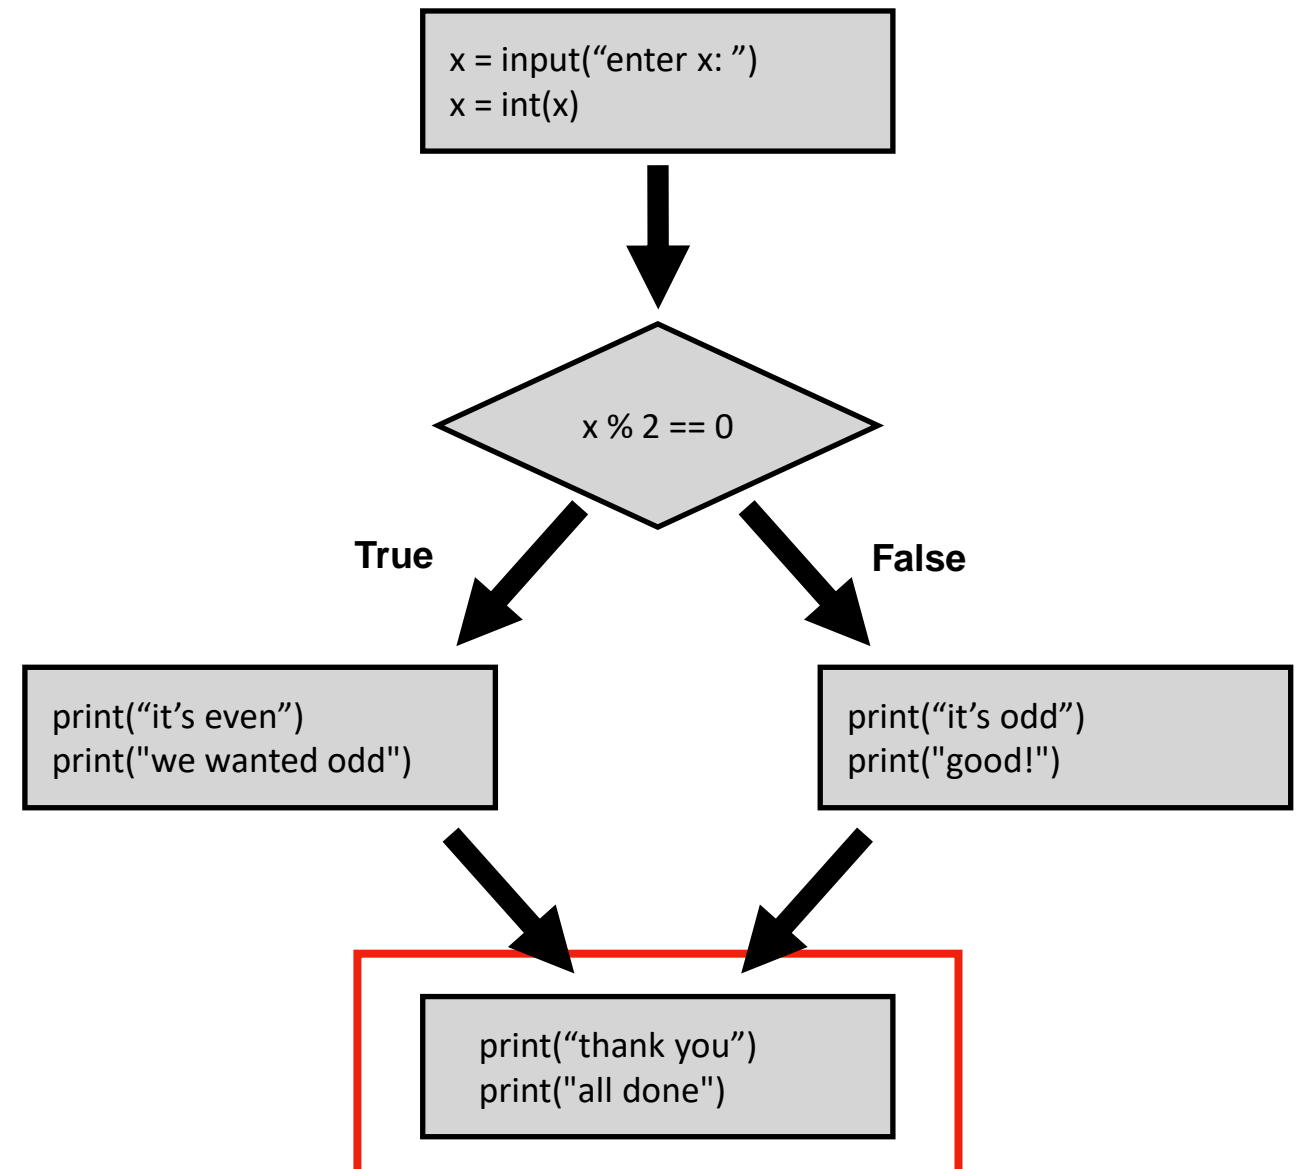 x = input(“enter x: ”)
x = int(x)
x % 2 == 0
True
False
print(“it’s even”)
print("we wanted odd")
print(“it’s odd”)
print("good!")
print(“thank you”)
print("all done")